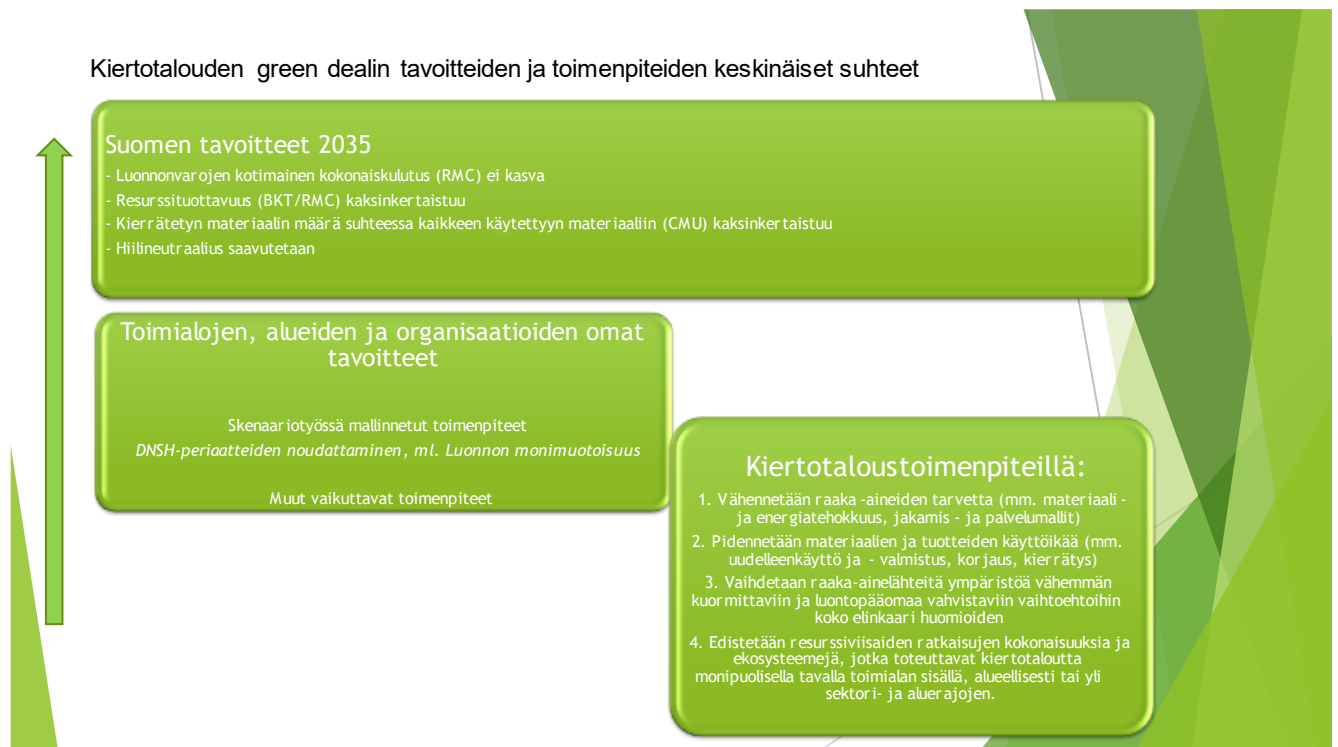 Kiertotalouden green dealin tavoitteiden ja toimenpiteiden keskinäiset suhteet
Suomen tavoitteet 2035
- Luonnonvarojen kotimainen kokonaiskulutus (RMC) ei kasva
- Resurssituottavuus (BKT/RMC) kaksinkertaistuu
- Kierrätetyn materiaalin määrä suhteessa kaikkeen käytettyyn materiaaliin (CMU) kaksinkertaistuu
- Hiilineutraalius saavutetaan
Toimialojen, alueiden ja organisaatioiden omat
tavoitteet
Skenaariotyössä mallinnetut toimenpiteet
DNSH-periaatteiden noudattaminen, ml. Luonnon monimuotoisuus
Muut vaikuttavat toimenpiteet
Kiertotaloustoimenpiteillä:
1. Vähennetään raaka -aineiden tarvetta (mm. materiaali -
ja energiatehokkuus, jakamis - ja palvelumallit)
2. Pidennetään materiaalien ja tuotteiden käyttöikää (mm.
uudelleenkäyttö ja - valmistus, korjaus, kierrätys)
3. Vaihdetaan raaka-ainelähteitä ympäristöä vähemmän
kuormittaviin ja luontopääomaa vahvistaviin vaihtoehtoihin
koko elinkaari huomioiden
4. Edistetään resurssiviisaiden ratkaisujen kokonaisuuksia ja
ekosysteemejä, jotka toteuttavat kiertotaloutta
monipuolisella tavalla toimialan sisällä, alueellisesti tai yli
sektori- ja aluerajojen.